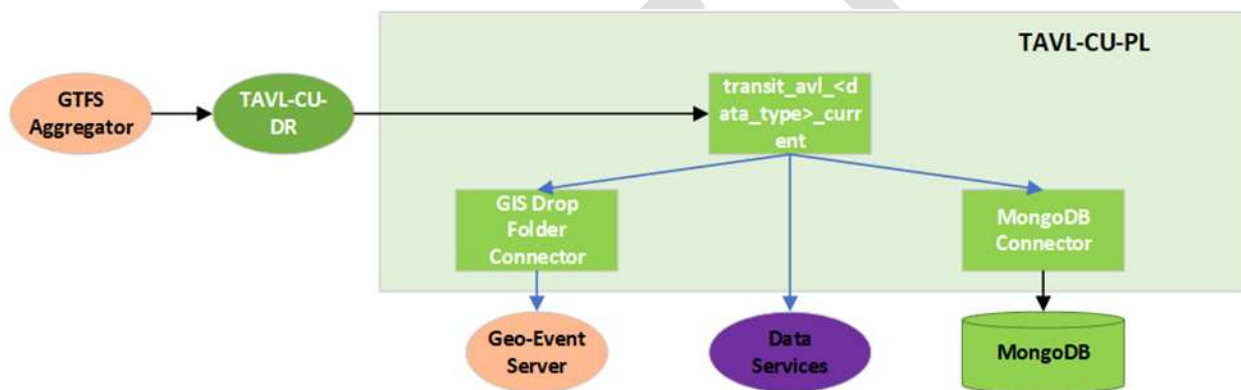 TAVL-CU-PL
GTFS
Aggregator
TAVL-CU-
DR
transit_avl_<d
ata_type>_curr
ent
GIS Drop
Folder
Connector
MongoDB
Connector
Geo-Event
Server
Data
Services
MongoDB